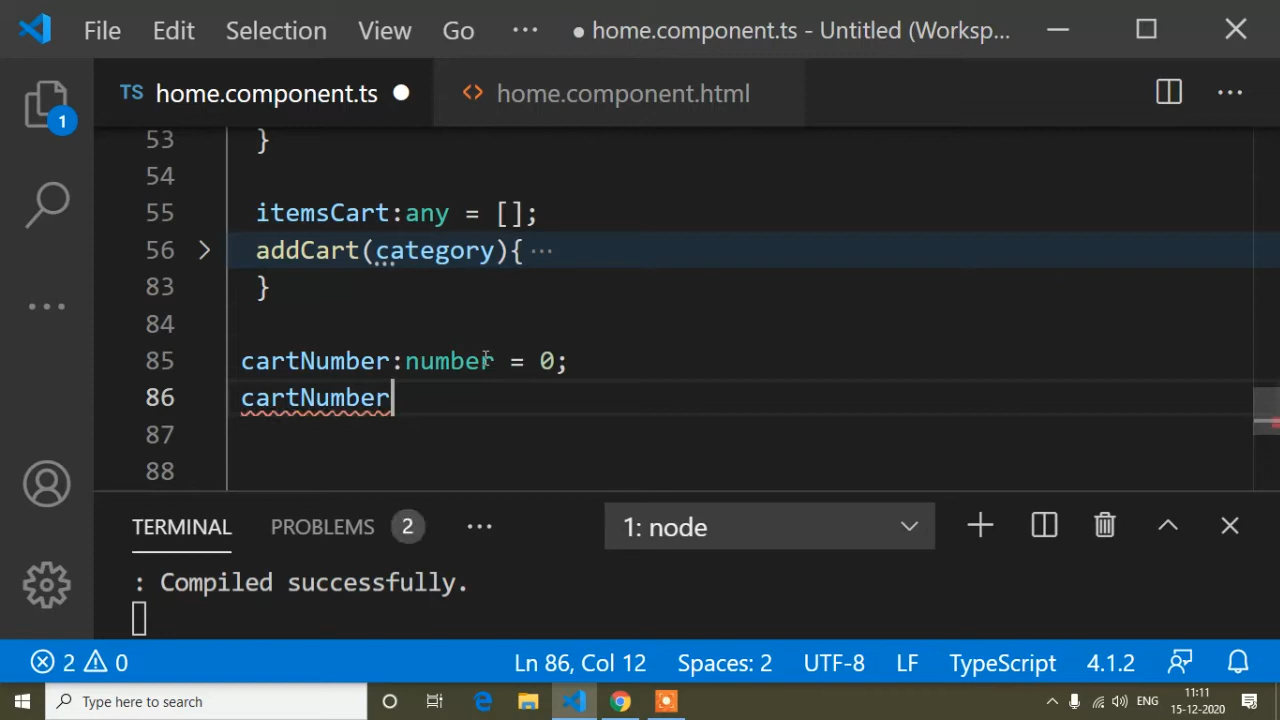 File Edit Selection View Go ··· ● home.component.ts - Untitled (Worksp...
TS home.component.ts ● <> home.component.html ···
1
53 }
54
55 itemsCart:any = [];
56 addCart(category){ ···
83 }
84
85 cartNumber:number = 0;
86 cartNumber
87
88
TERMINAL PROBLEMS 2 ··· 1: node
: Compiled successfully.
2 0 Ln 86, Col 12 Spaces: 2 UTF-8 LF TypeScript 4.1.2
Type here to search ENG 11:11
15-12-2020